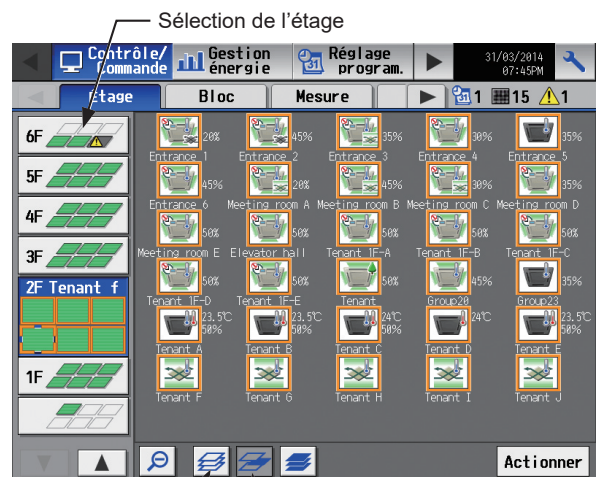 Sélection de l'étage
Contrôle/ Commande
Gestion énergie
Réglage program.
31/03/2014
07:45PM
Etage Bloc Mesure 31 1 15 1
6F
5F
4F
3F
2F Tenant f
1F
20% 45% 35% 30% 35%
Entrance 1 Entrance 2 Entrance 3 Entrance 4 Entrance 5
45% 20% 45% 30% 35%
Entrance 6 Meeting room A Meeting room B Meeting room C Meeting room D
50% 50% 50% 50% 50%
Meeting room E Elevator hall Tenant 1F-A Tenant 1F-B Tenant 1F-C
50% 50% 50% 45% 35%
Tenant 1F-D Tenant 1F-E Tenant Group20 Group23
23.5℃ 23.5℃ 24℃ 24℃ 23.5℃
50% 50% 50% 50%
Tenant A Tenant B Tenant C Tenant D Tenant E
Tenant F Tenant G Tenant H Tenant I Tenant J
Actionner